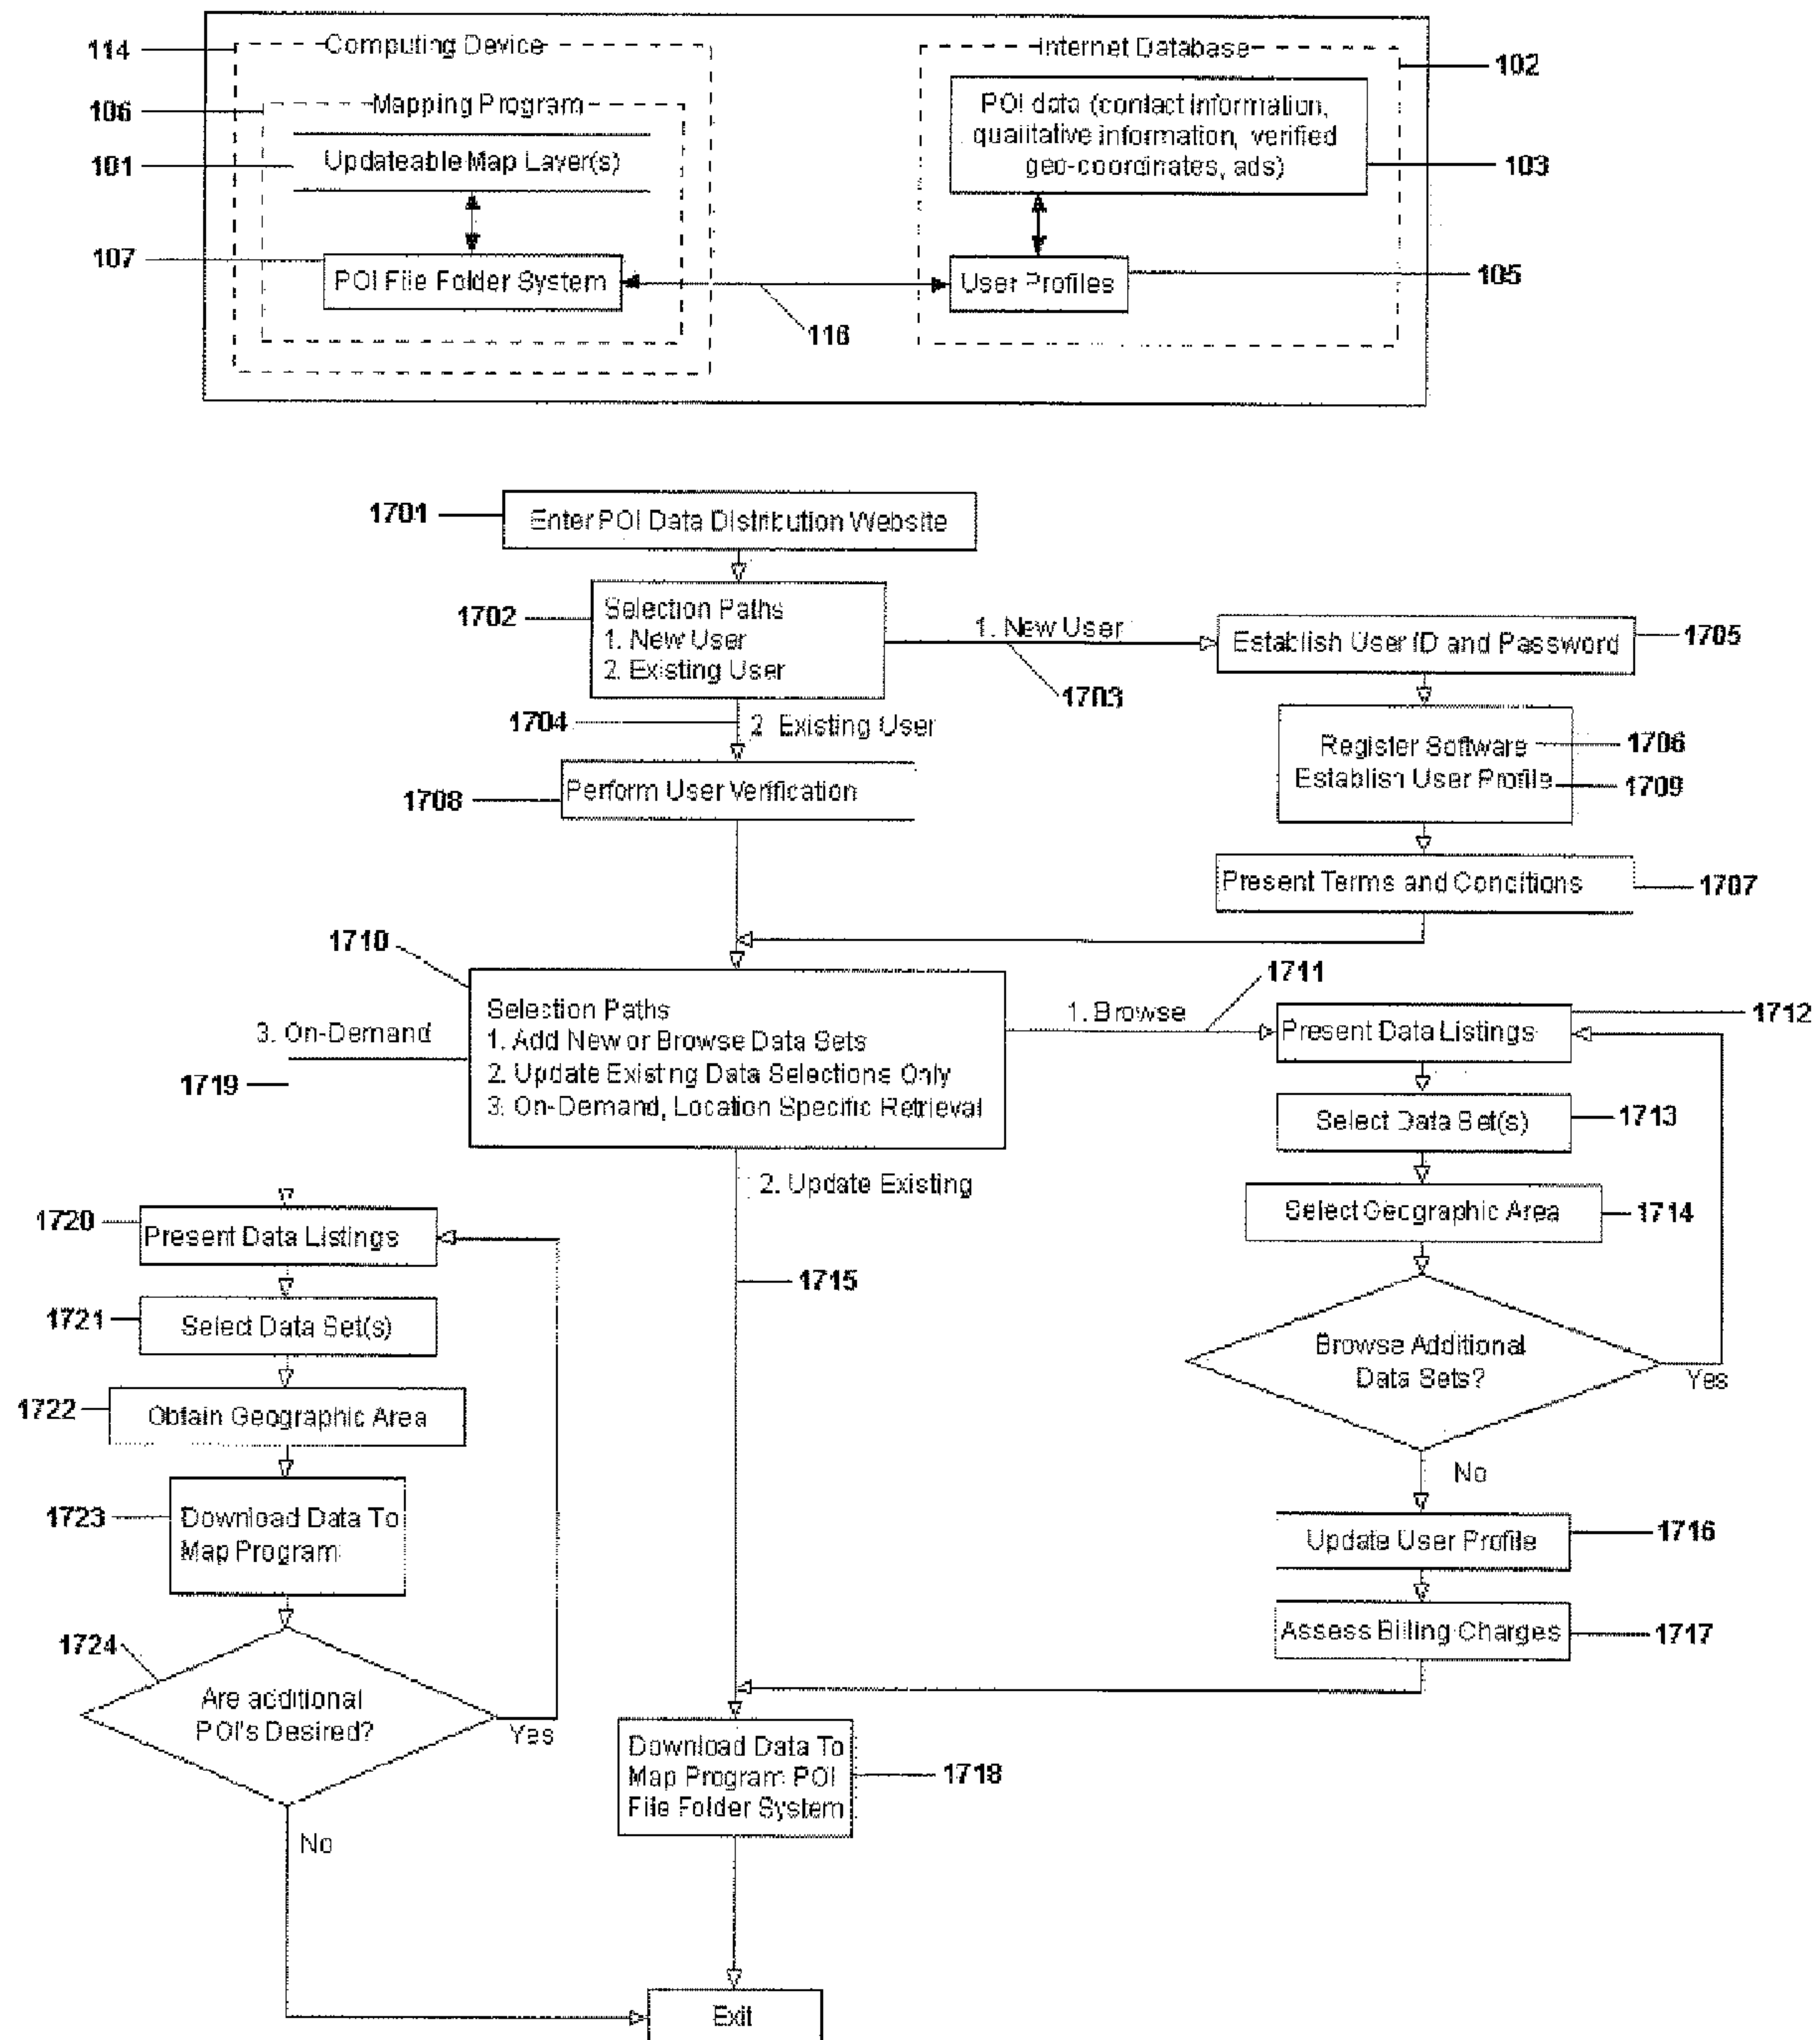 114
Computing Device
Internet Database
102
106
Mapping Program
POI data (contact information,
qualitative information, verified
geo-coordinates, ads)
103
101
Updateable Map Layer(s)
107
POI File Folder System
User Profiles
105
116
1701
Enter POI Data Distribution Website
1702
Selection Paths
1. New User
2. Existing User
1. New User
1703
Establish User ID and Password
1705
1704
2 Existing User
Register Software
1706
Establish User Profile
1709
1708
Perform User Verification
Present Terms and Conditions
1707
1710
Selection Paths
1. Add New or Browse Data Sets
2. Update Existing Data Selections Only
3. On-Demand, Location Specific Retrieval
1. Browse
1711
Present Data Listings
1712
3. On-Demand
1719
Select Data Set(s)
1713
2. Update Existing
Select Geographic Area
1714
1720
Present Data Listings
1715
1721
Select Data Set(s)
Browse Additional
Data Sets?
Yes
No
1722
Obtain Geographic Area
1723
Download Data To
Map Program
Update User Profile
1716
Assess Billing Charges
1717
1724
Are additional
POI's Desired?
Yes
No
Download Data To
Map Program POI
File Folder System
1718
Exit